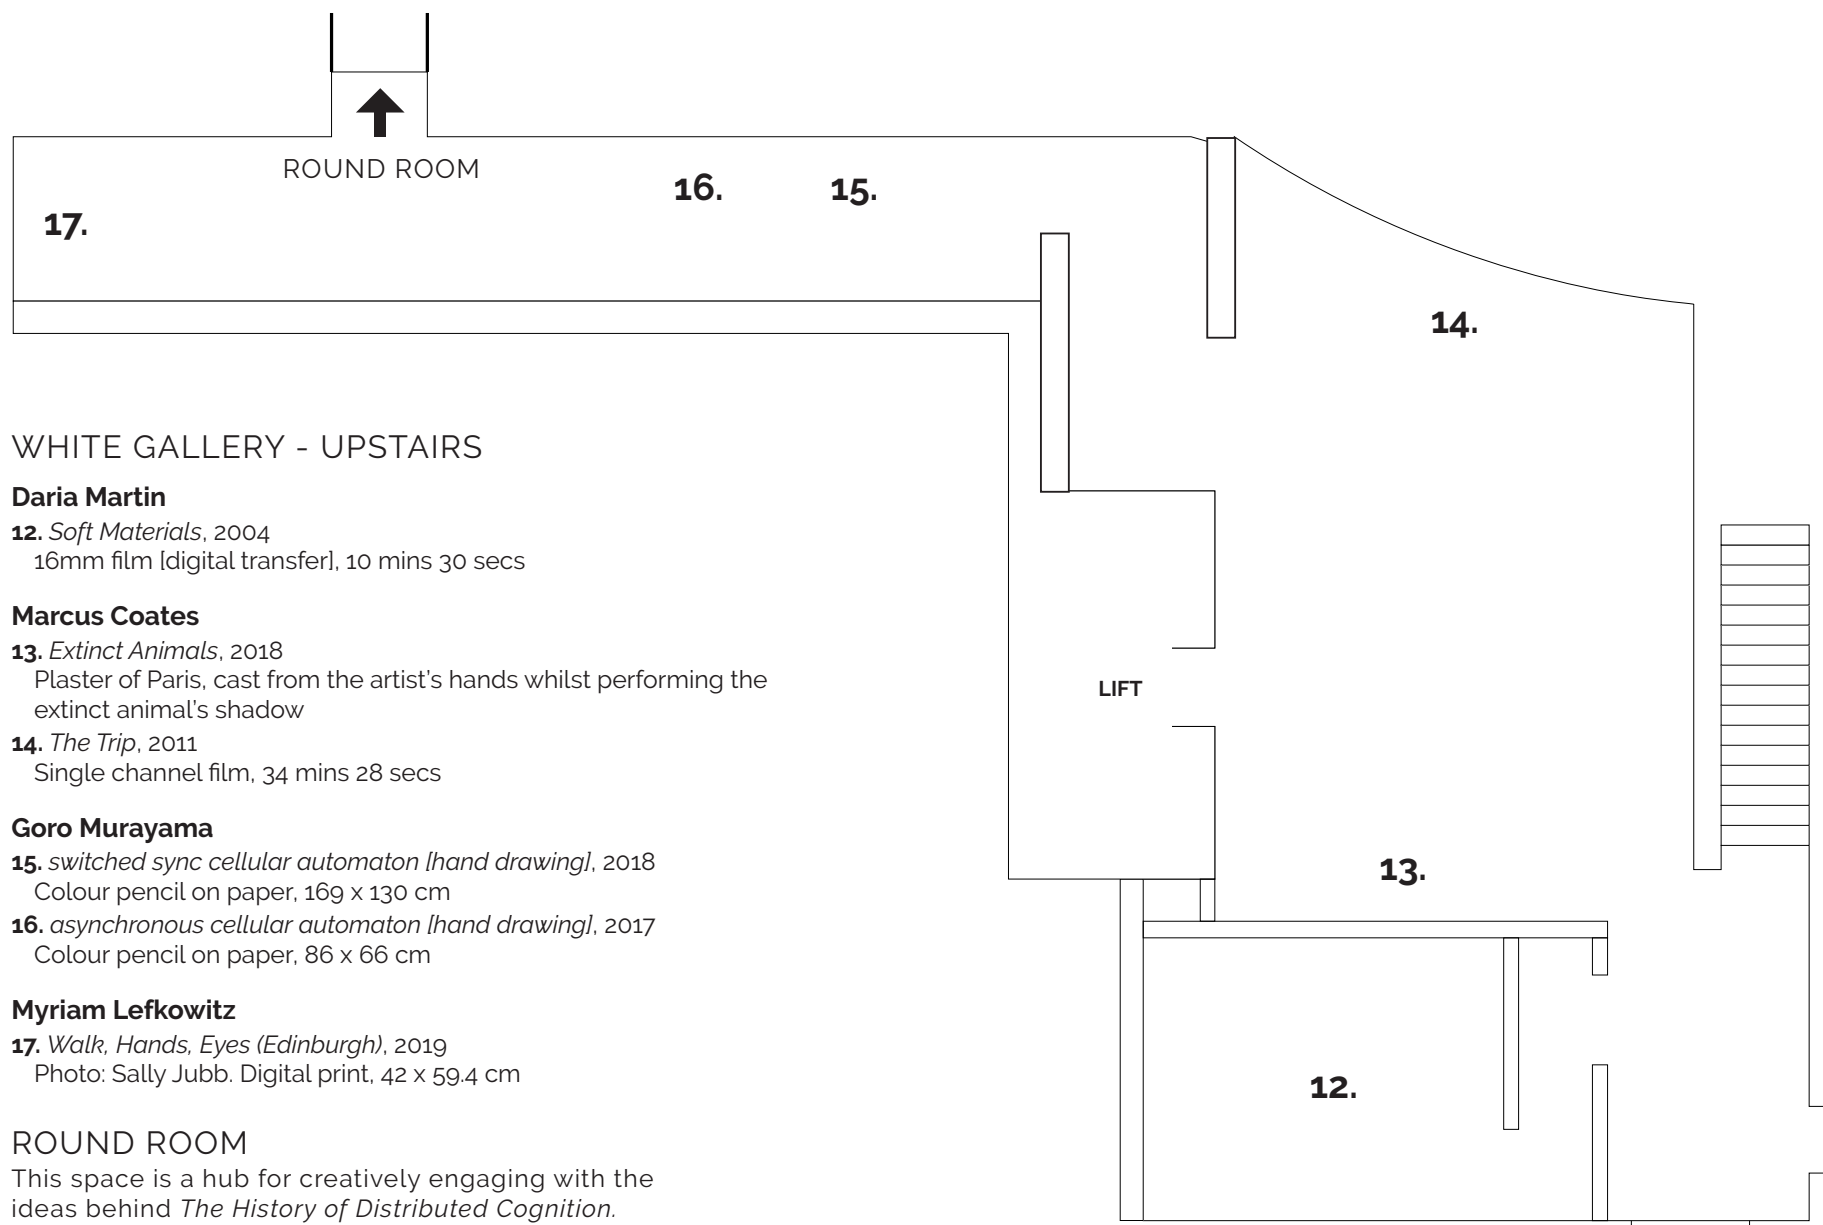 ROUND ROOM
17.
16.
15.
14.
LIFT
13.
12.
WHITE GALLERY - UPSTAIRS
Daria Martin
12. Soft Materials, 2004
16mm film [digital transfer], 10 mins 30 secs
Marcus Coates
13. Extinct Animals, 2018
Plaster of Paris, cast from the artist's hands whilst performing the
extinct animal's shadow
14. The Trip, 2011
Single channel film, 34 mins 28 secs
Goro Murayama
15. switched sync cellular automaton [hand drawing], 2018
Colour pencil on paper, 169 x 130 cm
16. asynchronous cellular automaton [hand drawing], 2017
Colour pencil on paper, 86 x 66 cm
Myriam Lefkowitz
17. Walk, Hands, Eyes (Edinburgh), 2019
Photo: Sally Jubb. Digital print, 42 x 59.4 cm
ROUND ROOM
This space is a hub for creatively engaging with the
ideas behind The History of Distributed Cognition.